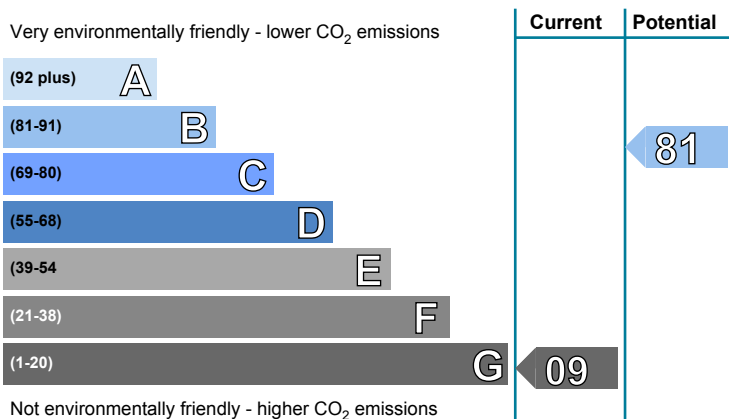 Current Potential
Very environmentally friendly - lower CO2 emissions
(92 plus) A
(81-91) B
81
(69-80) C
(55-68) D
(39-54 E
(21-38) F
(1-20) G 09
Not environmentally friendly - higher CO2 emissions